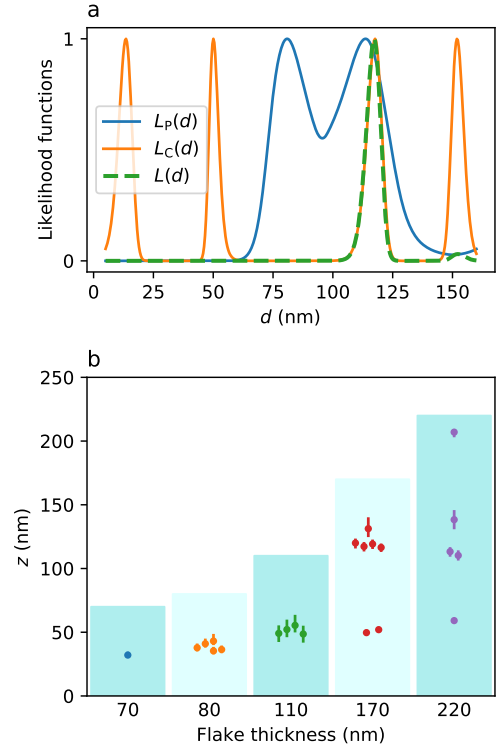 a
1
0
Likelihood functions
L_P(d)
L_C(d)
L(d)
0 25 50 75 100 125 150
d (nm)
b
250
200
150
100
50
0
z (nm)
70 80 110 170 220
Flake thickness (nm)